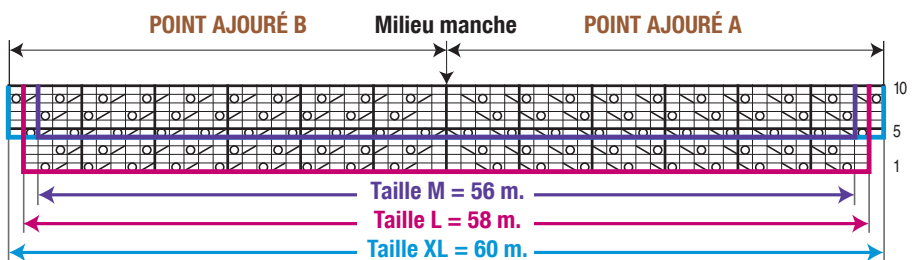 POINT AJOURÉ B Milieu manche POINT AJOURÉ A
10
5
1
Taille M = 56 m.
Taille L = 58 m.
Taille XL = 60 m.